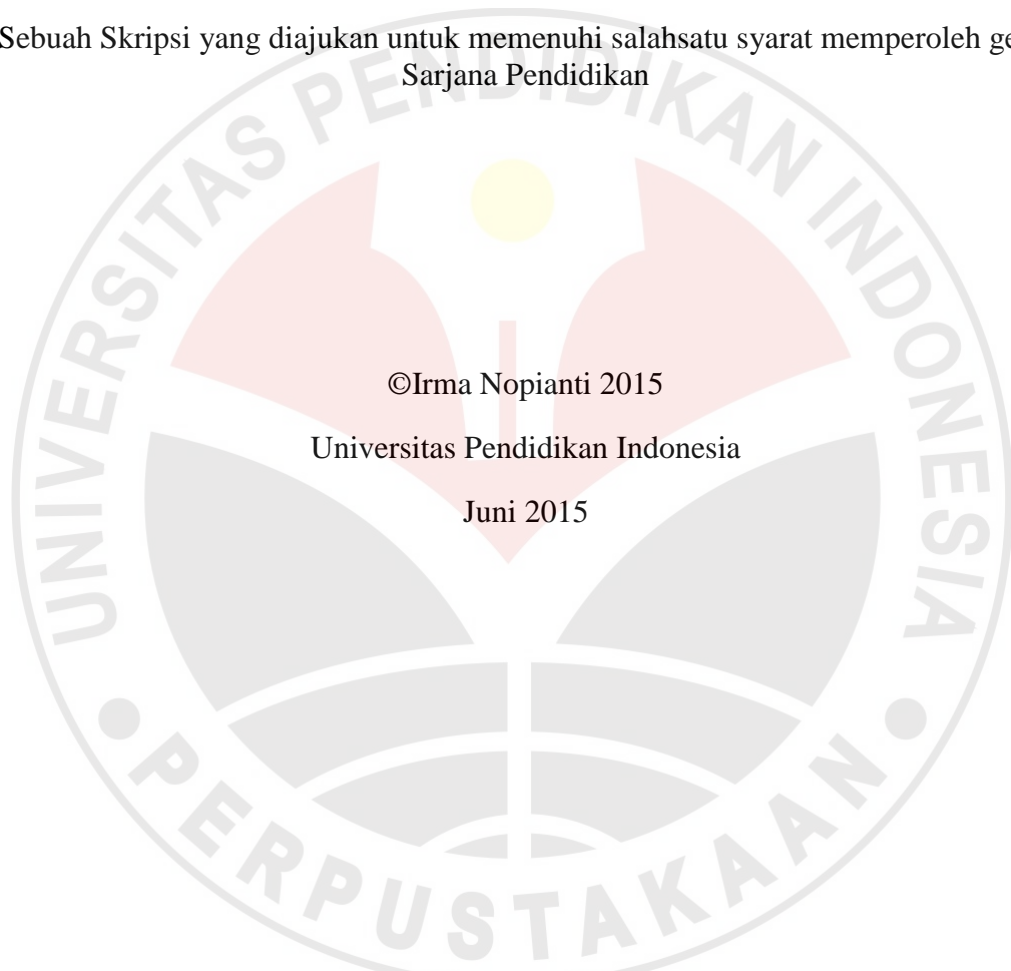 Sebuah Skripsi yang diajukan untuk memenuhi salahsatu syarat memperoleh ge
Sarjana Pendidikan
©Irma Nopianti 2015
Universitas Pendidikan Indonesia
Juni 2015
UNIVERSITAS PENDIDIKAN INDONESIA
PERPUSTAKAAN